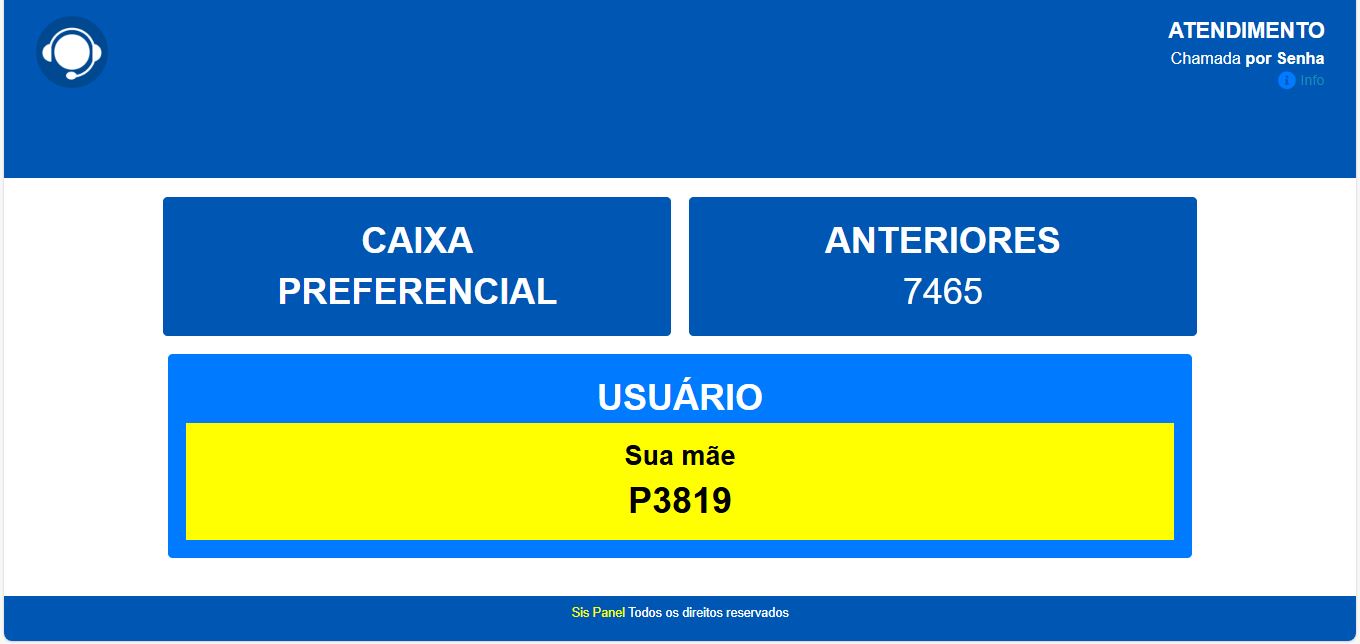 ATENDIMENTO
Chamada por Senha
Info
CAIXA
PREFERENCIAL
ANTERIORES
7465
USUÁRIO
Sua mãe
P3819
Sis Panel Todos os direitos reservados